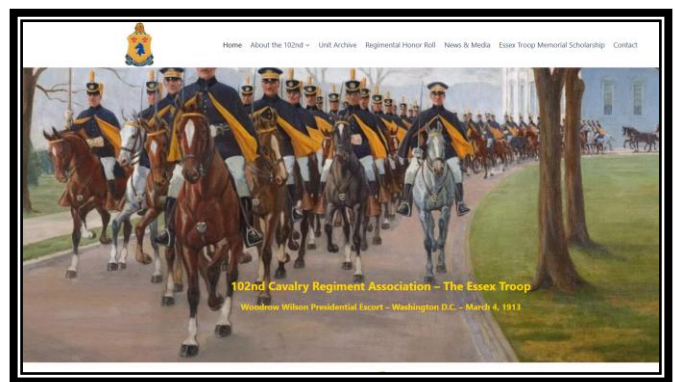 Home About the 102nd Unit Archive Regimental Honor Roll News & Media Essex Troop Memorial Scholarship Contact
102nd Cavalry Regiment Association – The Essex Troop
Woodrow Wilson Presidential Escort – Washington D.C. – March 4, 1913